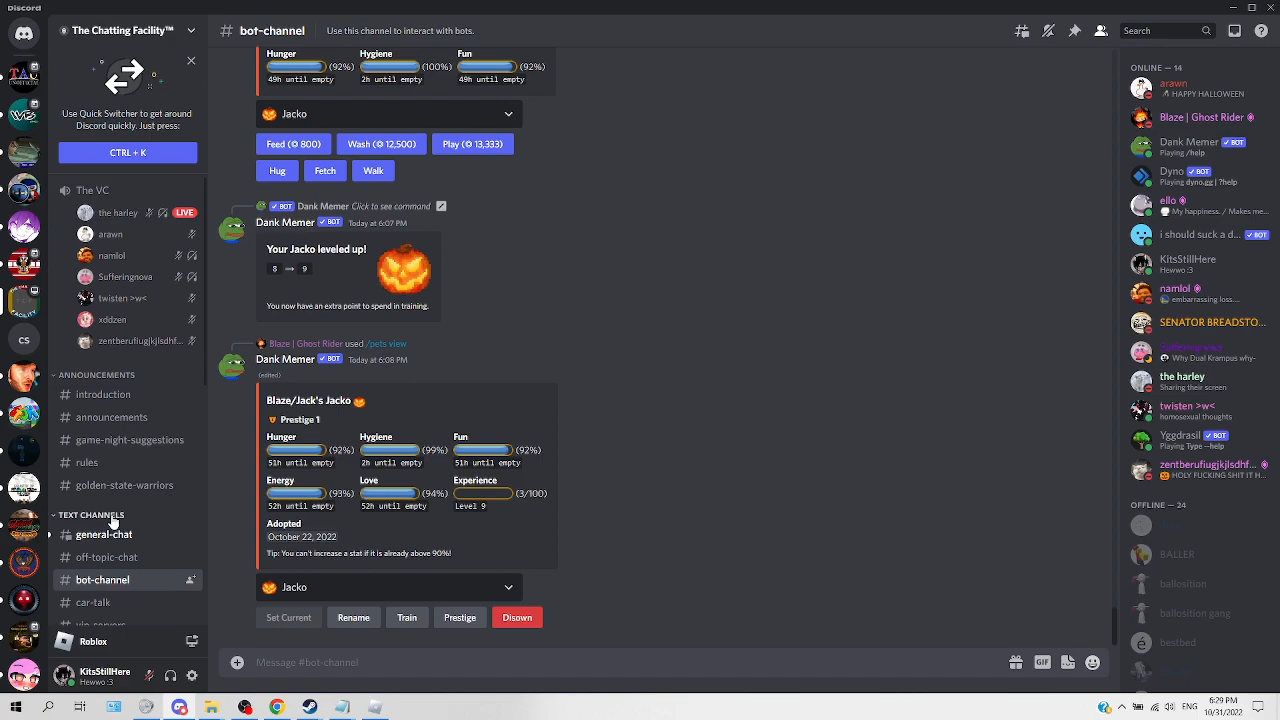 Discord
The Chatting Facility™
# bot-channel
Use this channel to interact with bots.
Search
Use Quick Switcher to get around
Discord quickly. Just press:
CTRL + K
The VC
the harley
LIVE
arawn
namlol
Sufferingnova
twisten >w<
xddzen
zentberufiugjkjsdhf...
ANNOUNCEMENTS
# introduction
# announcements
# game-night-suggestions
# rules
# golden-state-warriors
TEXT CHANNELS
general-chat
# off-topic-chat
# bot-channel
# car-talk
# vip-servers
Roblox
KitsStillHere
Hewwo :3
Hunger Hygiene Fun
(92%) (100%) (92%)
49h until empty 2h until empty 49h until empty
Jacko
Feed (800) Wash (12,500) Play (13,333)
Hug Fetch Walk
✓ BOT Dank Memer Click to see command
Dank Memer ✓ BOT Today at 6:07 PM
Your Jacko leveled up!
8 → 9
You now have an extra point to spend in training.
Blaze | Ghost Rider used /pets view
Dank Memer ✓ BOT Today at 6:08 PM
(edited)
Blaze/Jack's Jacko
Prestige 1
Hunger Hygiene Fun
(92%) (99%) (92%)
51h until empty 2h until empty 51h until empty
Energy Love Experience
(93%) (94%) (3/100)
52h until empty 52h until empty Level 9
Adopted
October 22, 2022
Tip: You can't increase a stat if it is already above 90%!
Jacko
Set Current Rename Train Prestige Disown
Message #bot-channel
GIF
ONLINE — 14
arawn
HAPPY HALLOWEEN
Blaze | Ghost Rider
Dank Memer ✓ BOT
Playing /help
Dyno ✓ BOT
Playing dyno.gg | ?help
ello
My happiness. / Makes me...
i should suck a d... ✓ BOT
KitsStillHere
Hewwo :3
namlol
embarrassing loss...
SENATOR BREADSTO...
Sufferingnova
Why Dual Krampus why-
the harley
Sharing their screen
twisten >w<
homosexual thoughts
Yggdrasil ✓ BOT
Playing Type --help
zentberufiugjkjsdhf...
HOLY FUCKING SHIT IT H...
OFFLINE — 24
BALLER
ballosition
ballosition gang
bestbed
CS
ENG
6:29 PM
10/31/2022